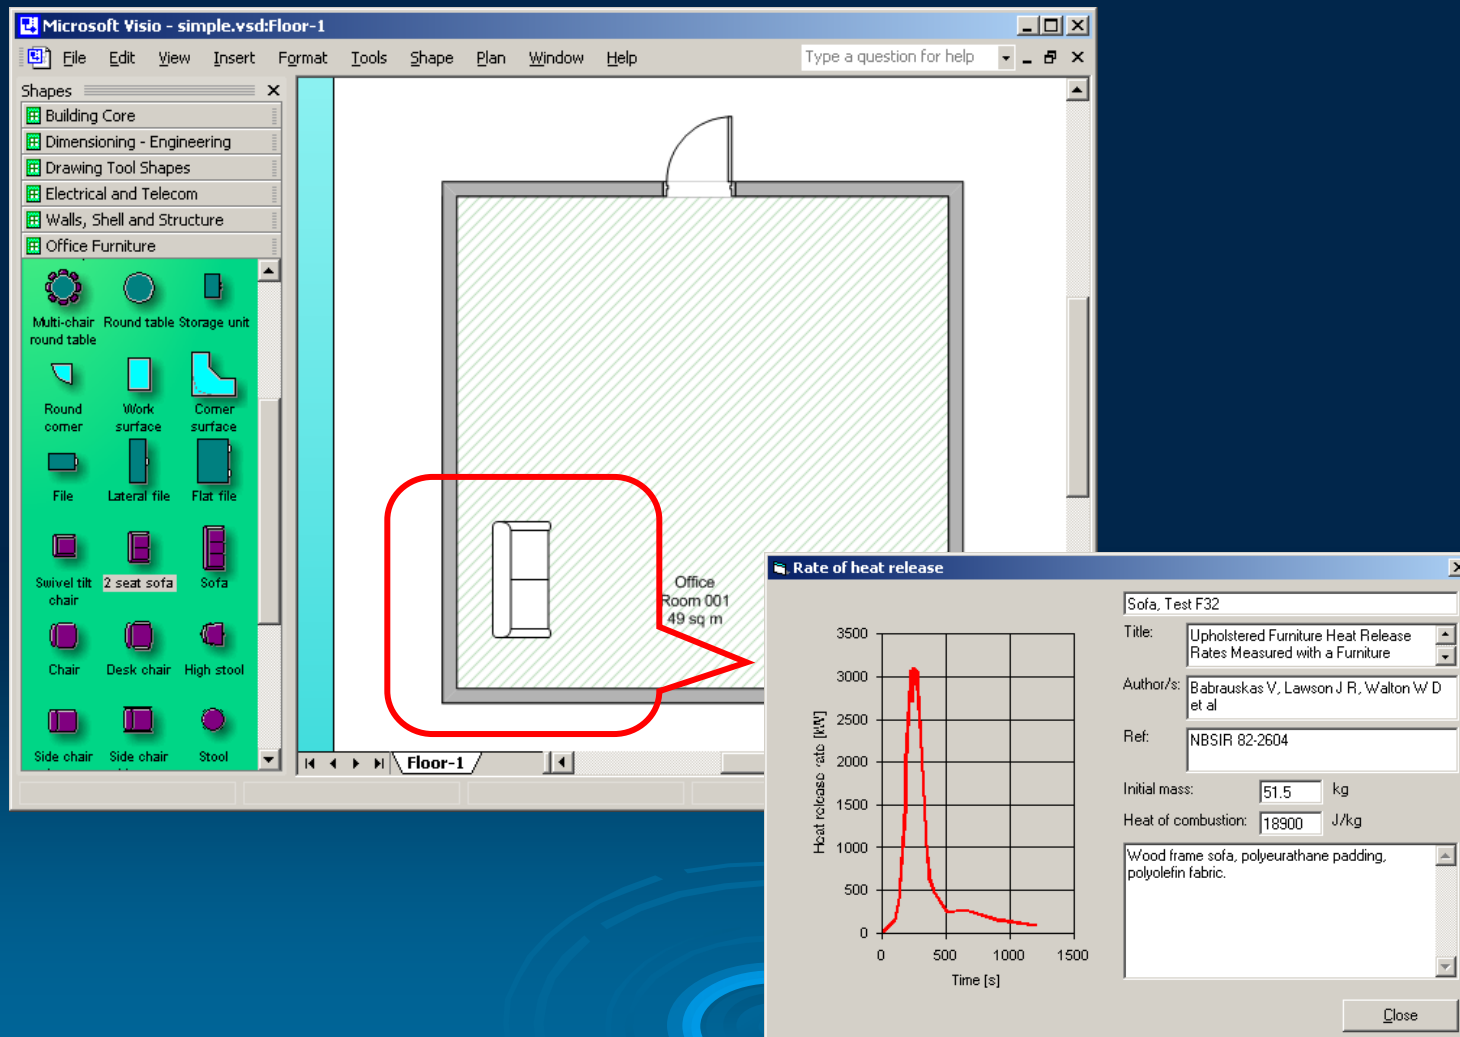 Microsoft Visio - simple.vsd:Floor-1
File Edit View Insert Format Tools Shape Plan Window Help Type a question for help
Shapes
Building Core
Dimensioning - Engineering
Drawing Tool Shapes
Electrical and Telecom
Walls, Shell and Structure
Office Furniture
Multi-chair round table
Round table
Storage unit
Round corner
Work surface
Corner surface
File
Lateral file
Flat file
Swivel tilt chair
2 seat sofa
Sofa
Chair
Desk chair
High stool
Side chair
Side chair
Stool
Office
Room 001
49 sq m
Floor-1
Rate of heat release
3500
3000
2500
2000
1500
1000
500
0
Heat release rate [kW]
0 500 1000 1500
Time [s]
Sofa, Test F32
Title: Upholstered Furniture Heat Release
Rates Measured with a Furniture
Author/s: Babrauskas V, Lawson J R, Walton W D
et al
Ref: NBSIR 82-2604
Initial mass: 51.5 kg
Heat of combustion: 18900 J/kg
Wood frame sofa, polyeurathane padding,
polyolefin fabric.
Close